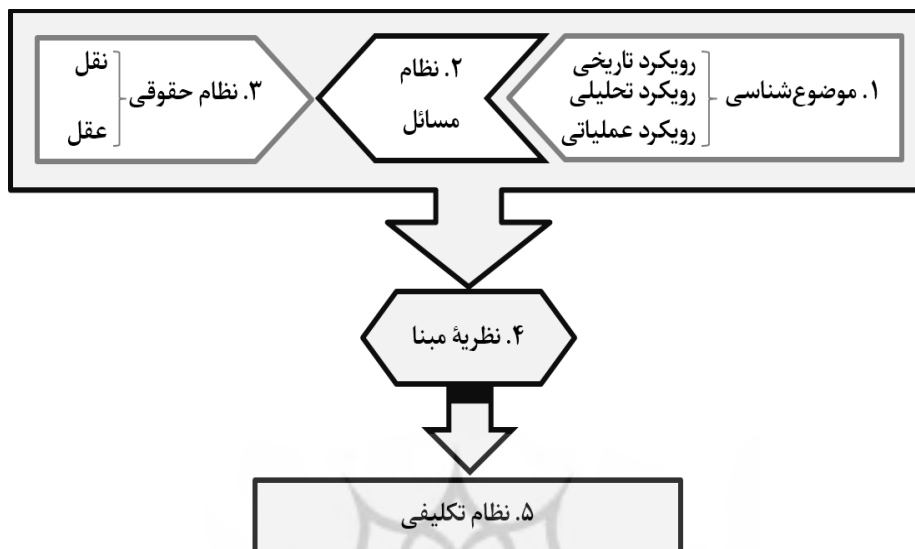 ۱. موضوع‌شناسی
رویکرد تاریخی
رویکرد تحلیلی
رویکرد عملیاتی
۲. نظام
مسائل
۳. نظام حقوقی
نقل
عقل
۴. نظریهٔ مبنا
۵. نظام تکلیفی